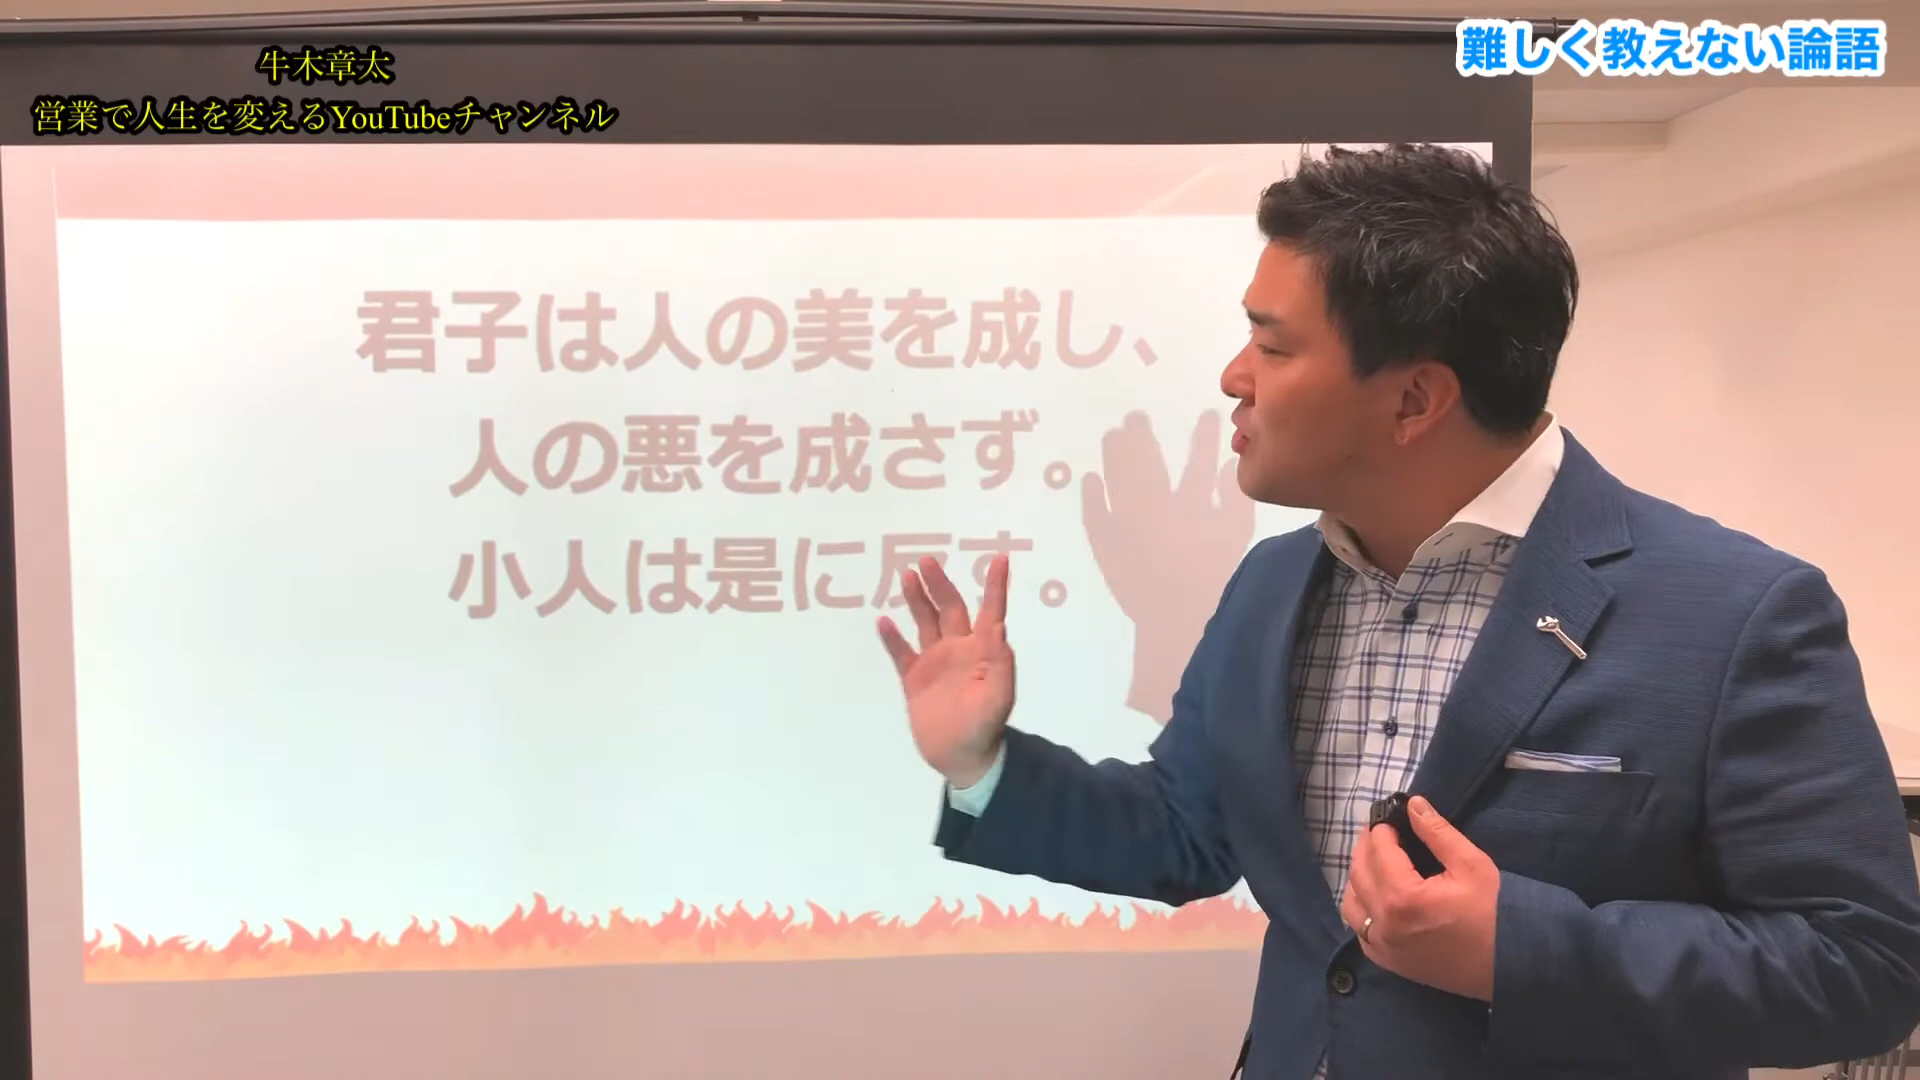 難しく教えない論語
牛木章太
営業で人生を変えるYouTubeチャンネル
君子は人の美を成し、
人の悪を成さず。
小人は是に反す。